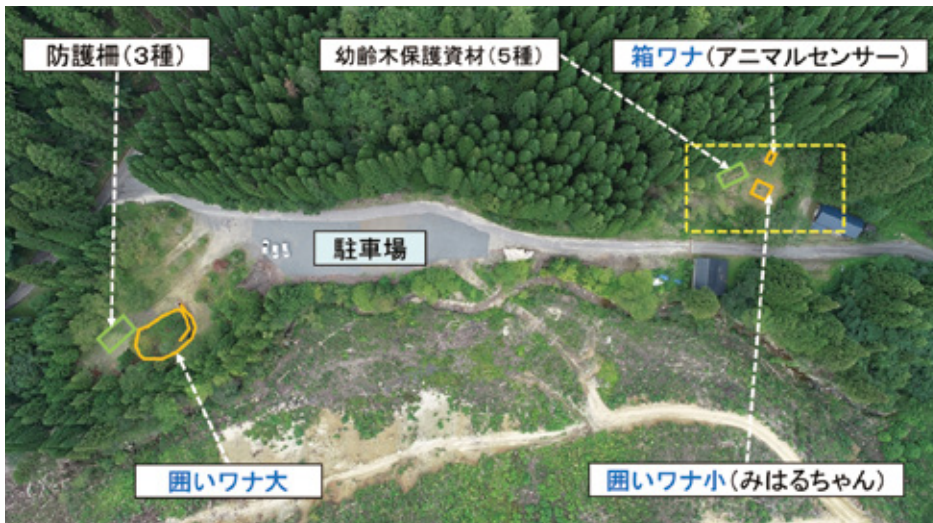 防護柵(3種)
幼齢木保護資材(5種)
箱ワナ(アニマルセンサー)
駐車場
囲いワナ大
囲いワナ小(みはるちゃん)